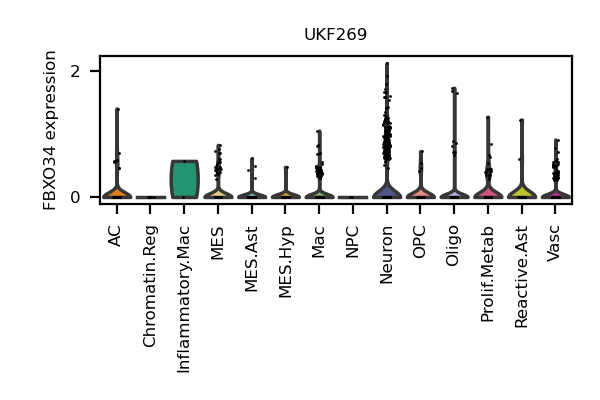 UKF269
FBXO34 expression
2
0
AC
Chromatin.Reg
Inflammatory.Mac
MES
MES.Ast
MES.Hyp
Mac
NPC
Neuron
OPC
Oligo
Prolif.Metab
Reactive.Ast
Vasc